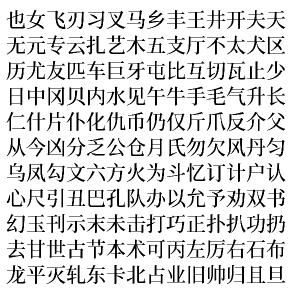 也女飞刃习叉马乡丰王井开夫天
无元专云扎艺木五支厅不太犬区
历尤友匹车巨牙屯比互切瓦止少
日中冈贝内水见午牛手毛气升长
仁什片仆化仇币仍仅斤爪反介父
从今凶分乏公仓月氏勿欠风丹匀
乌凤勾文六方火为斗忆订计户认
心尺引丑巴孔队办以允予劝双书
幻玉刊示末未击打巧正扑扒功扔
去甘世古节本术可丙左厉右石布
龙平灭轧东卡北占业旧帅归且旦